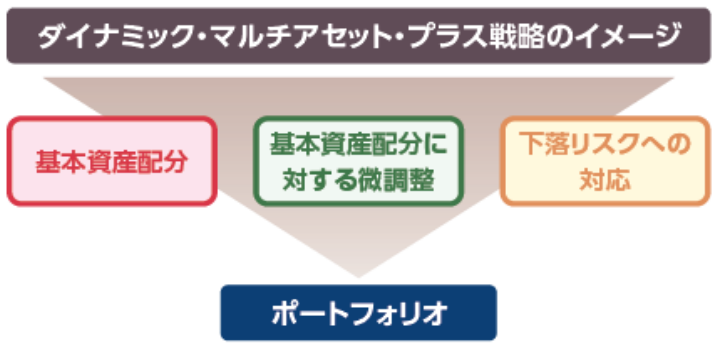 ダイナミック・マルチアセット・プラス戦略のイメージ
基本資産配分
基本資産配分に
対する微調整
下落リスクへの
対応
ポートフォリオ